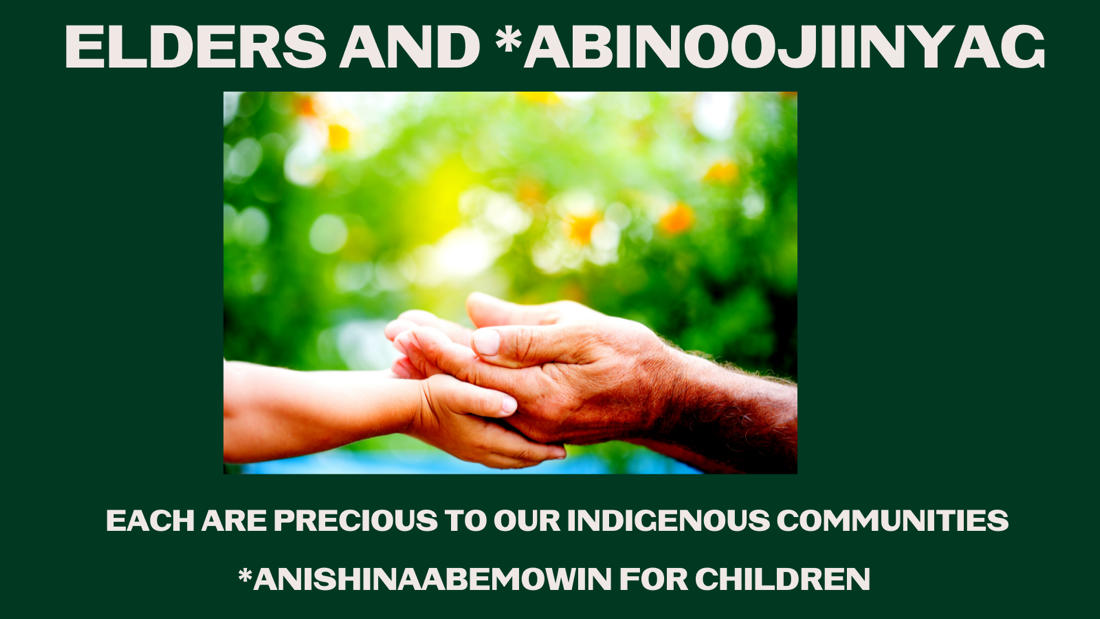 ELDERS AND *ABINOOJIINYAG
EACH ARE PRECIOUS TO OUR INDIGENOUS COMMUNITIES
*ANISHINAABEMOWIN FOR CHILDREN